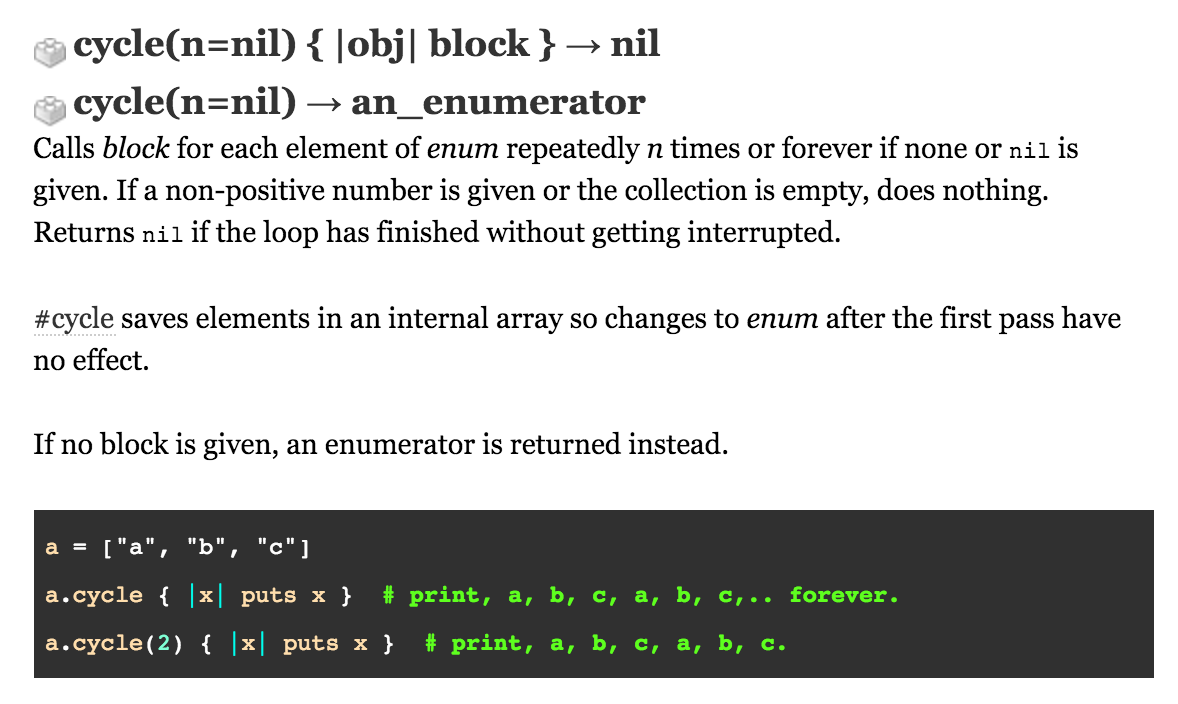 cycle(n=nil) { |obj| block } → nil
cycle(n=nil) → an_enumerator
Calls block for each element of enum repeatedly n times or forever if none or nil is
given. If a non-positive number is given or the collection is empty, does nothing.
Returns nil if the loop has finished without getting interrupted.
#cycle saves elements in an internal array so changes to enum after the first pass have
no effect.
If no block is given, an enumerator is returned instead.
a = ["a", "b", "c"]
a.cycle { |x| puts x }  # print, a, b, c, a, b, c,.. forever.
a.cycle(2) { |x| puts x }  # print, a, b, c, a, b, c.